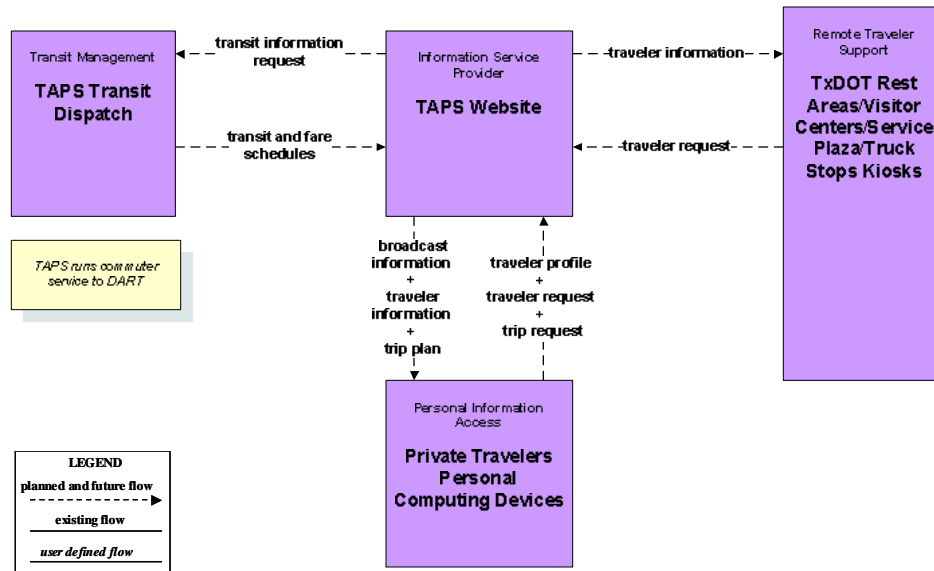 Transit Management
TAPS Transit
Dispatch
transit information
request
transit and fare
schedules
Information Service
Provider
TAPS Website
traveler information
traveler request
Remote Traveler
Support
TxDOT Rest
Areas/Visitor
Centers/Service
Plaza/Truck
Stops Kiosks
TAPS runs commuter
service to DART
broadcast
information
+
traveler
information
+
trip plan
traveler profile
+
traveler request
+
trip request
Personal Information
Access
Private Travelers
Personal
Computing Devices
LEGEND
planned and future flow
existing flow
user defined flow